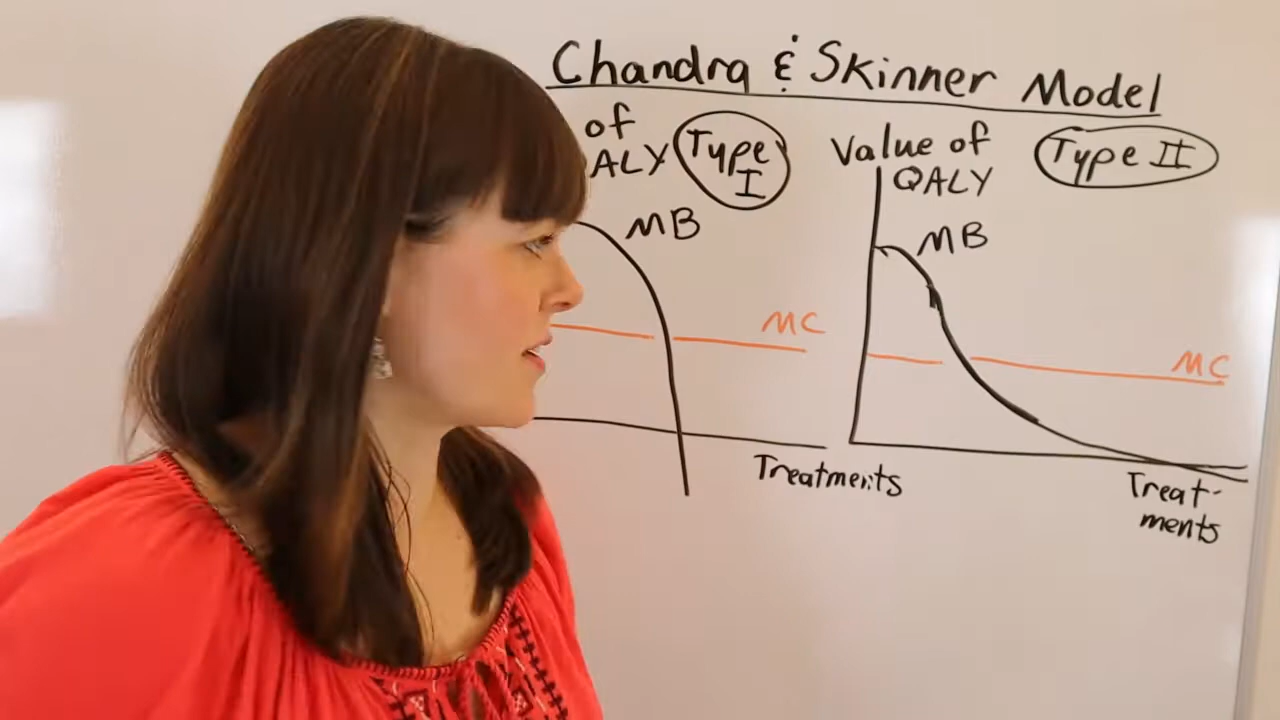 Chandra & Skinner Model
of
ALY
Type
I
MB
MC
Treatments
Value of
QALY
Type II
MB
MC
Treat-
ments